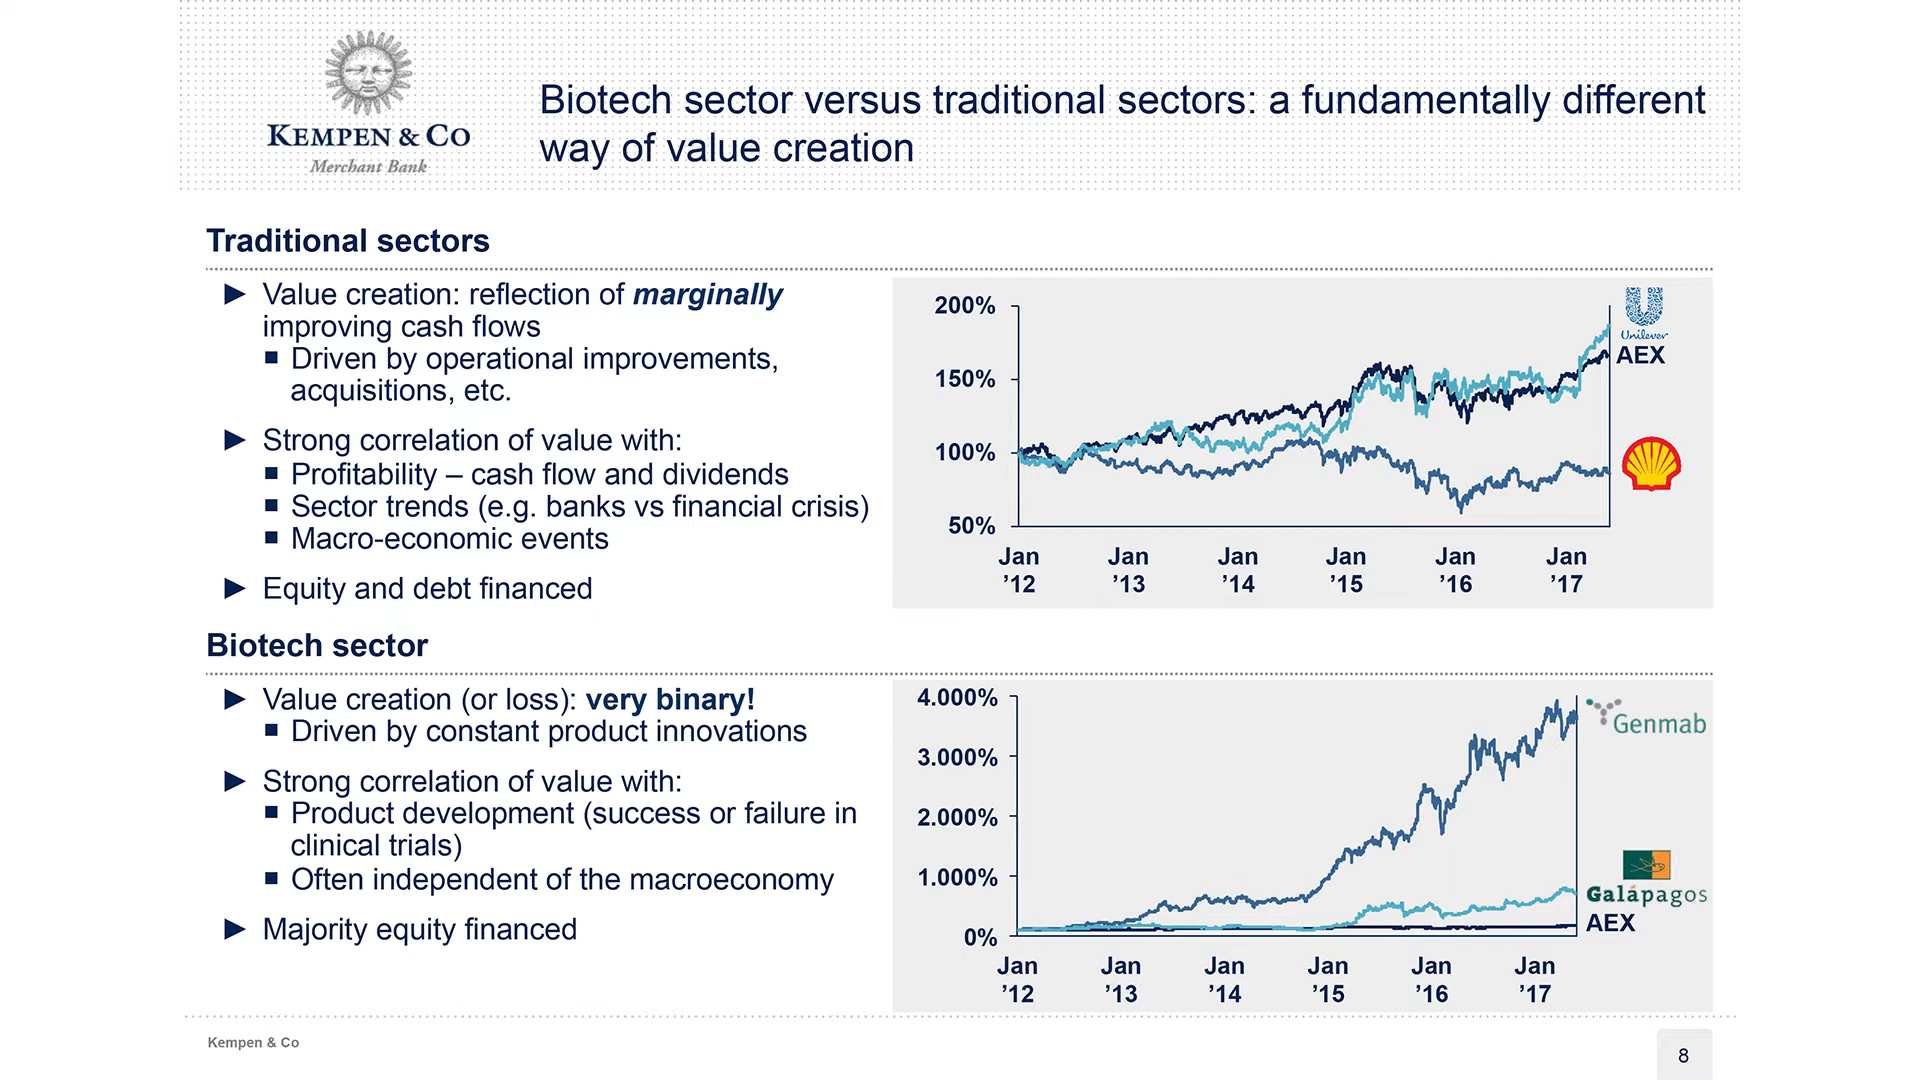 KEMPEN & CO
Merchant Bank
Biotech sector versus traditional sectors: a fundamentally different
way of value creation
Traditional sectors
► Value creation: reflection of marginally
improving cash flows
■ Driven by operational improvements,
acquisitions, etc.
► Strong correlation of value with:
■ Profitability – cash flow and dividends
■ Sector trends (e.g. banks vs financial crisis)
■ Macro-economic events
► Equity and debt financed
200%
150%
100%
50%
Jan ’12
Jan ’13
Jan ’14
Jan ’15
Jan ’16
Jan ’17
Unilever
AEX
Biotech sector
► Value creation (or loss): very binary!
■ Driven by constant product innovations
► Strong correlation of value with:
■ Product development (success or failure in
clinical trials)
■ Often independent of the macroeconomy
► Majority equity financed
4.000%
3.000%
2.000%
1.000%
0%
Jan ’12
Jan ’13
Jan ’14
Jan ’15
Jan ’16
Jan ’17
Genmab
Galápagos
AEX
Kempen & Co
8